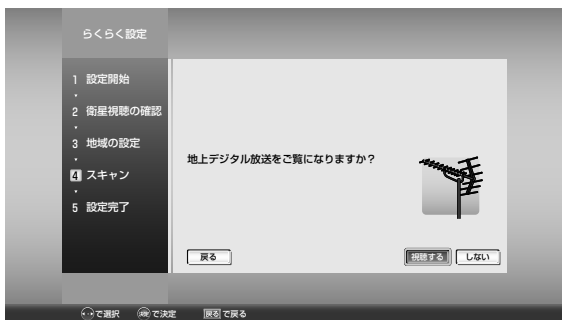 らくらく設定
1 設定開始
2 衛星視聴の確認
3 地域の設定
4 スキャン
5 設定完了
地上デジタル放送をご覧になりますか?
戻る
視聴する
しない
で選択 で決定 戻る で戻る